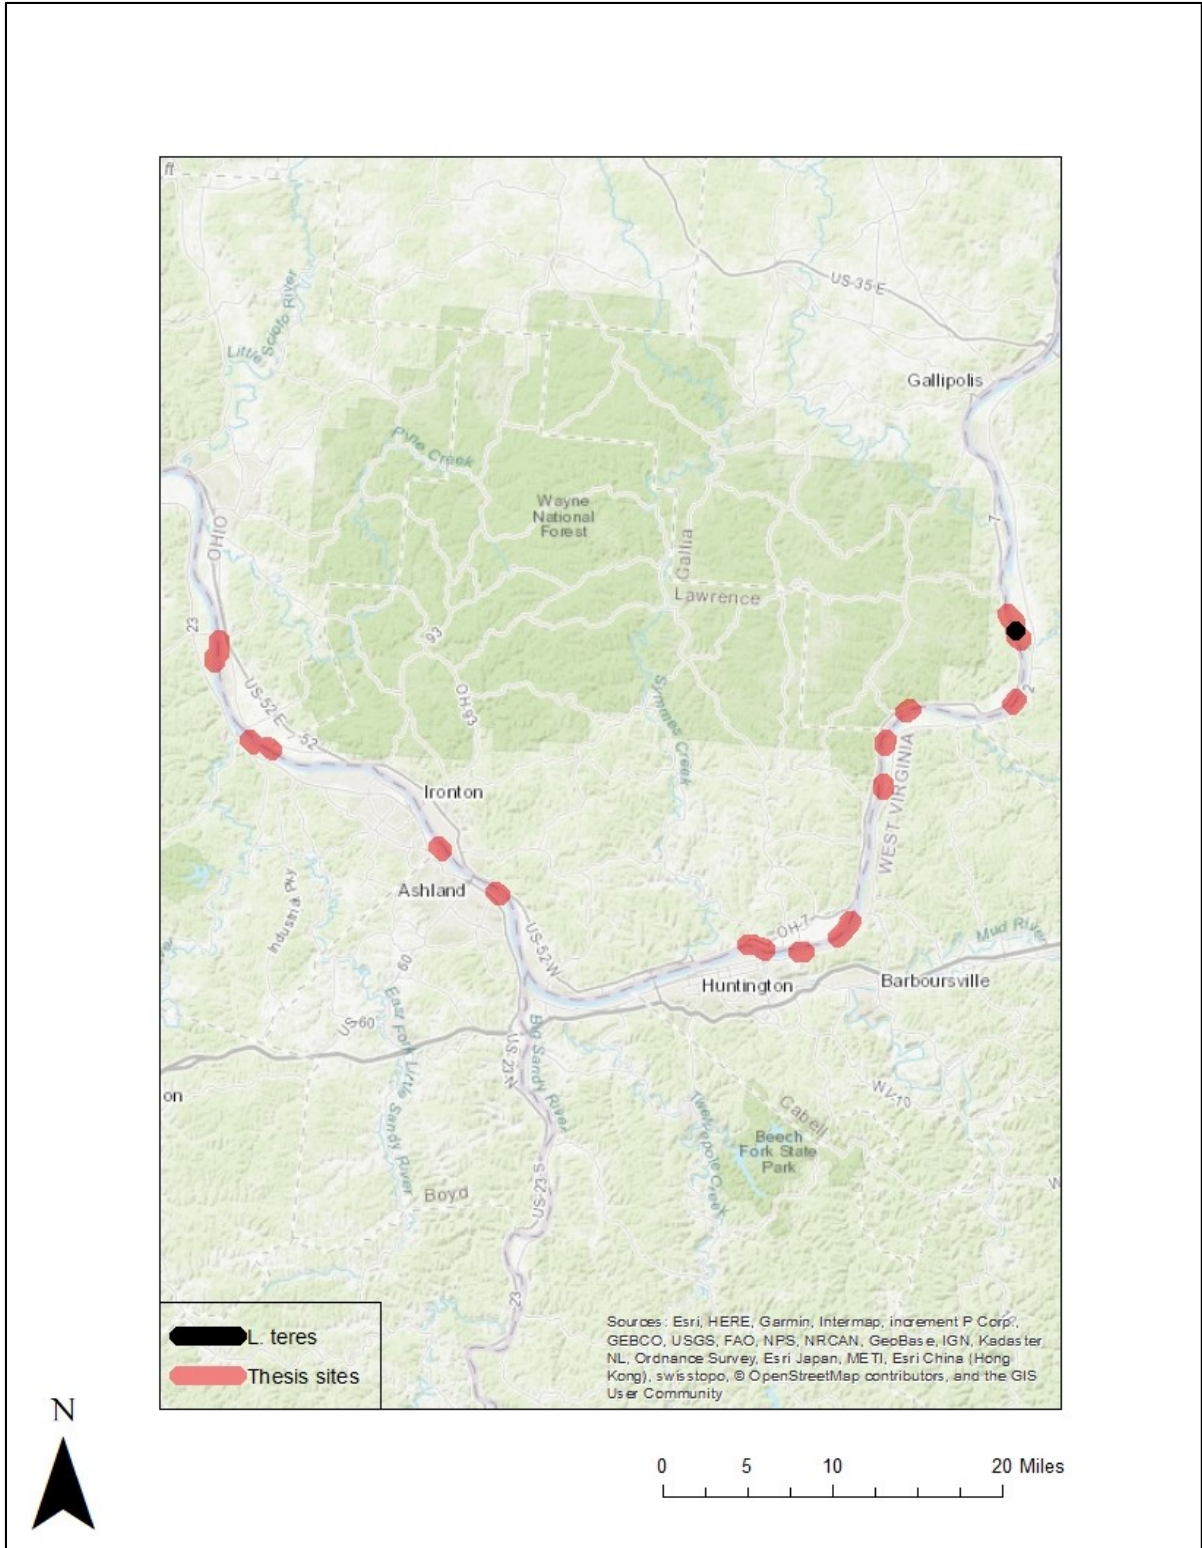 ft
US-35 E
Little Scioto River
Gallipolis
Pine Creek
Wayne
National
Forest
OHIO
7
Gallia
Lawrence
23
93
US-52 E
52
OH-93
Symmes Creek
2
Ironton
WEST VIRGINIA
Ashland
Industrial Pky
US-52 W
OH-7
Mud River
60
Huntington
Barboursville
US-60
East Fork Little Sandy River
US-23 N
Big Sandy River
on
Twelvepole Creek
Cabell
WV-10
Beech
Fork State
Park
Boyd
US-23 S
W
23
L. teres
Thesis sites
Sources: Esri, HERE, Garmin, Intermap, increment P Corp.,
GEBCO, USGS, FAO, NPS, NRCAN, GeoBase, IGN, Kadaster
NL, Ordnance Survey, Esri Japan, METI, Esri China (Hong
Kong), swisstopo, © OpenStreetMap contributors, and the GIS
User Community
N
0 5 10 20 Miles